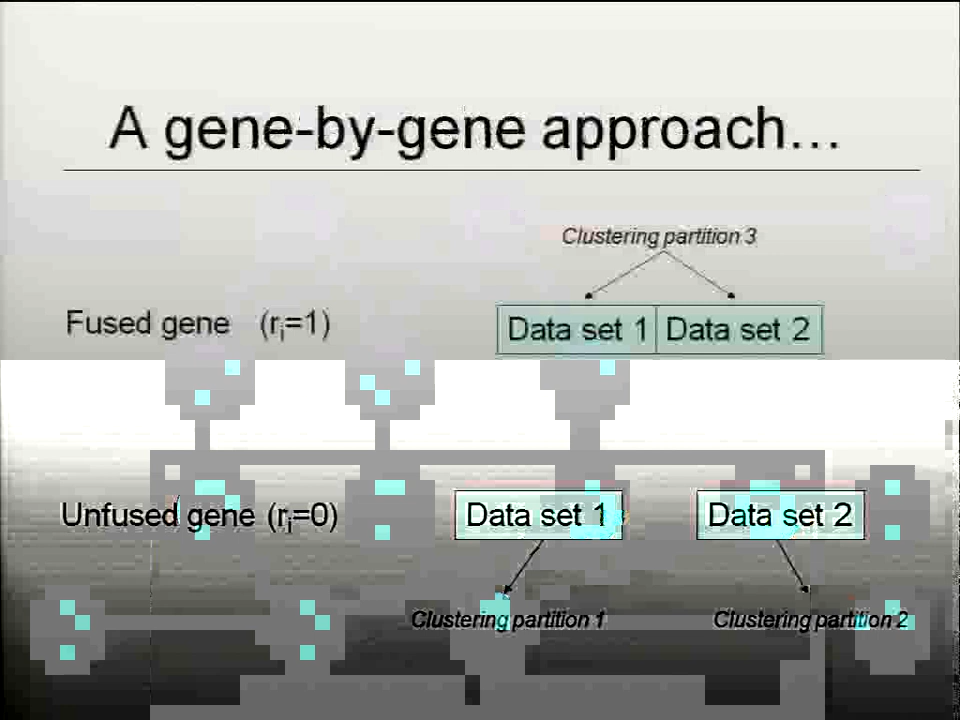 A gene-by-gene approach...
Clustering partition 3
Fused gene (ri=1)
Data set 1 Data set 2
Unfused gene (ri=0)
Data set 1
Data set 2
Clustering partition 1
Clustering partition 2